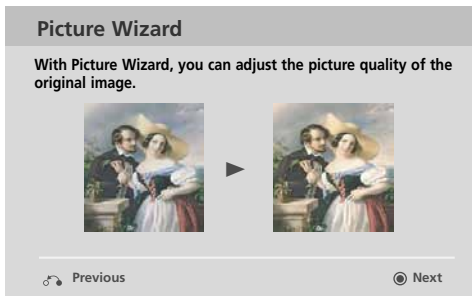 Picture Wizard
With Picture Wizard, you can adjust the picture quality of the
original image.
Previous
Next